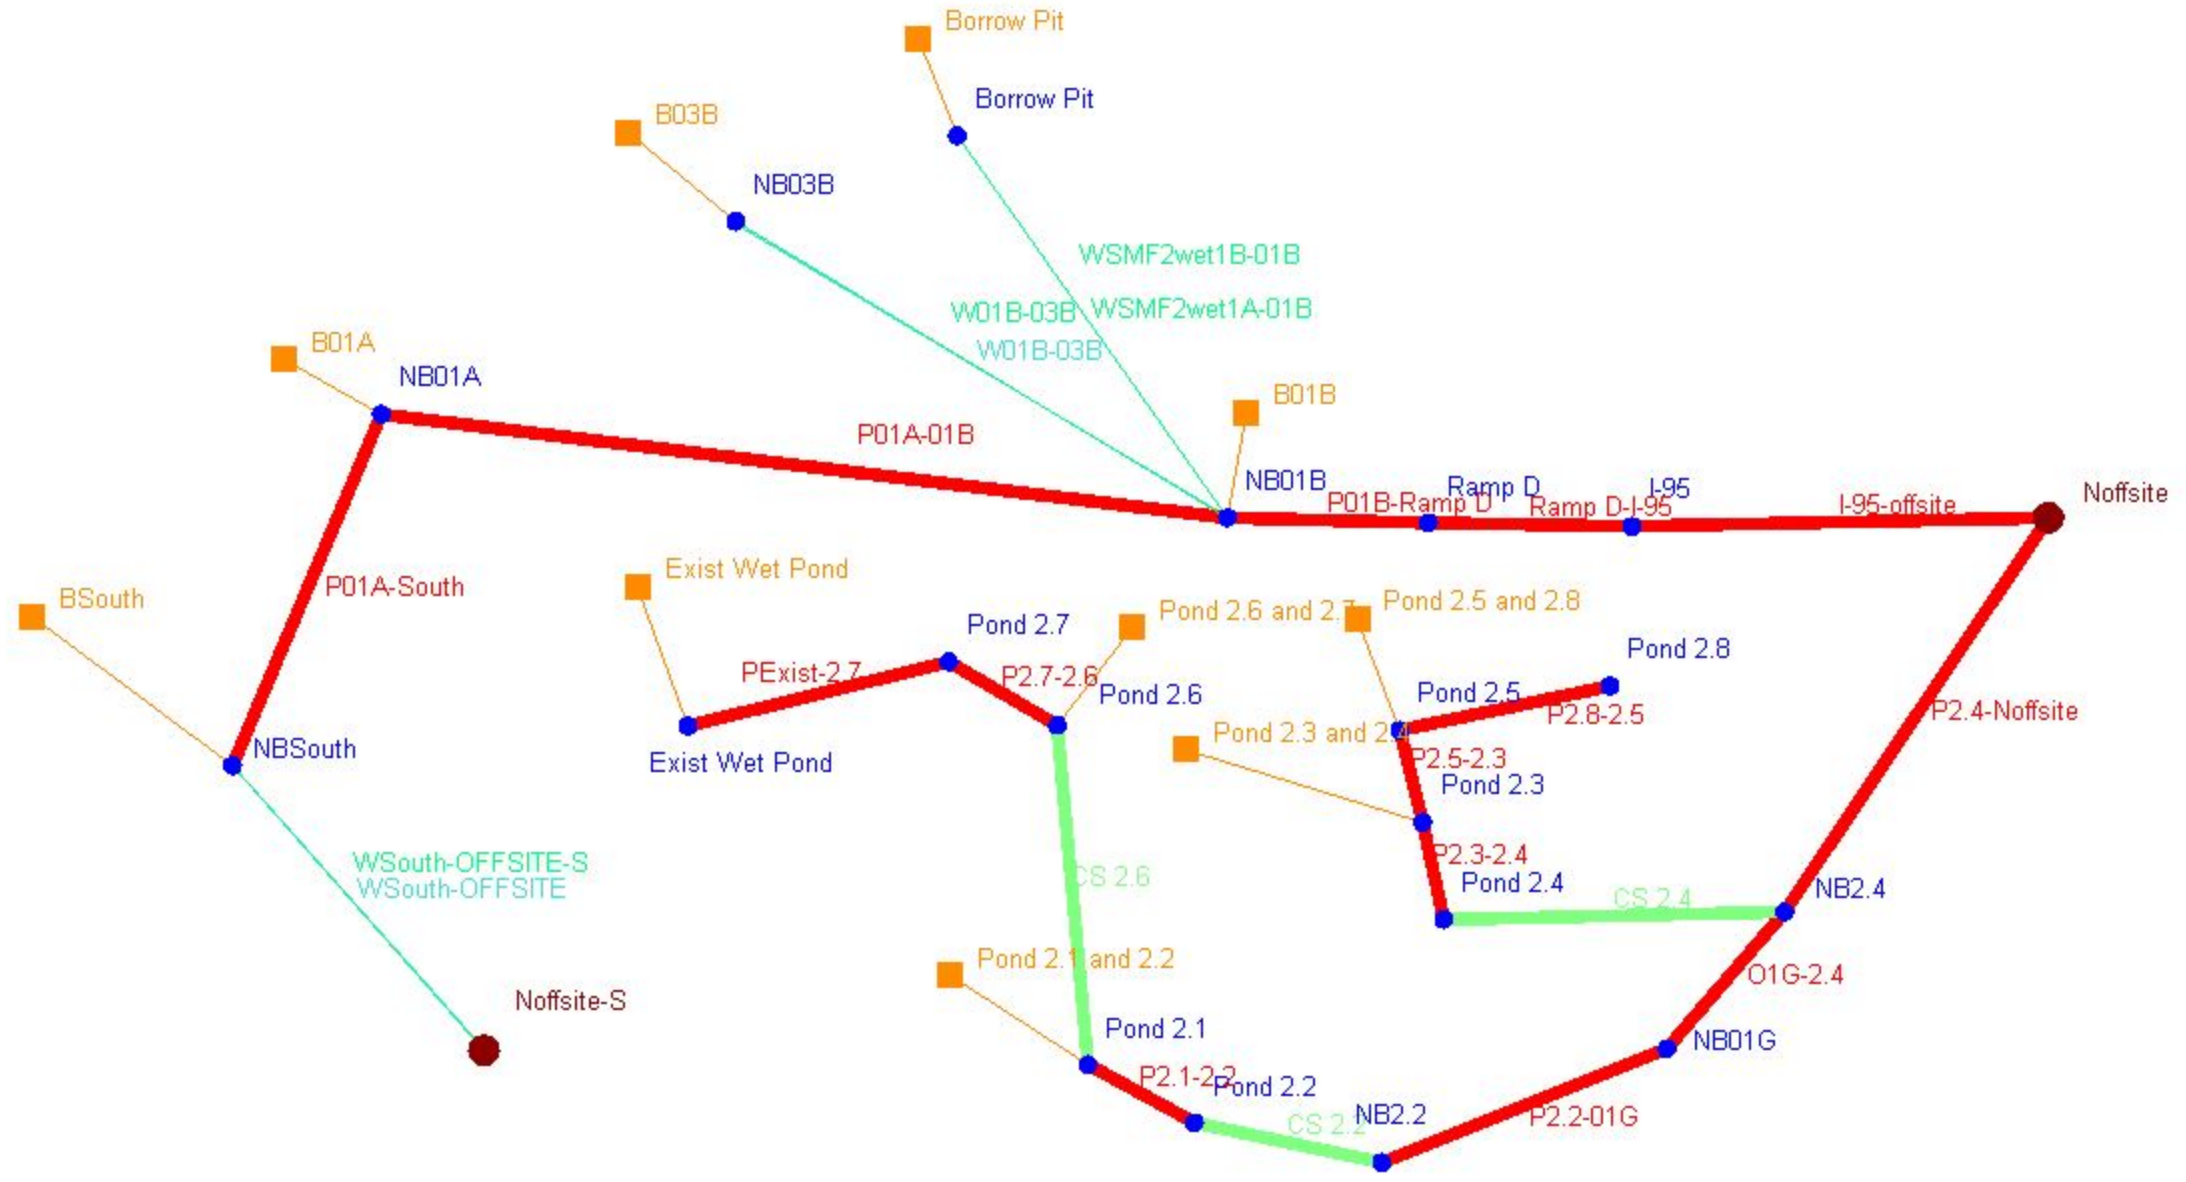 Borrow Pit
Borrow Pit
B03B
NB03B
WSMF2wet1B-01B
W01B-03B
WSMF2wet1A-01B
W01B-03B
B01A
NB01A
B01B
P01A-01B
NB01B
P01B-Ramp D
Ramp D
Ramp D-I-95
I-95
I-95-offsite
Noffsite
P01A-South
BSouth
Exist Wet Pond
Pond 2.7
Pond 2.6 and 2.7
Pond 2.5 and 2.8
Pond 2.8
PExist-2.7
P2.7-2.6
Pond 2.6
Pond 2.5
P2.8-2.5
P2.4-Noffsite
Pond 2.3 and 2.4
NBSouth
Exist Wet Pond
P2.5-2.3
Pond 2.3
WSouth-OFFSITE-S
WSouth-OFFSITE
CS 2.6
P2.3-2.4
Pond 2.4
CS 2.4
NB2.4
Pond 2.1 and 2.2
O1G-2.4
Noffsite-S
Pond 2.1
NB01G
P2.1-2.2
Pond 2.2
CS 2.2
NB2.2
P2.2-01G